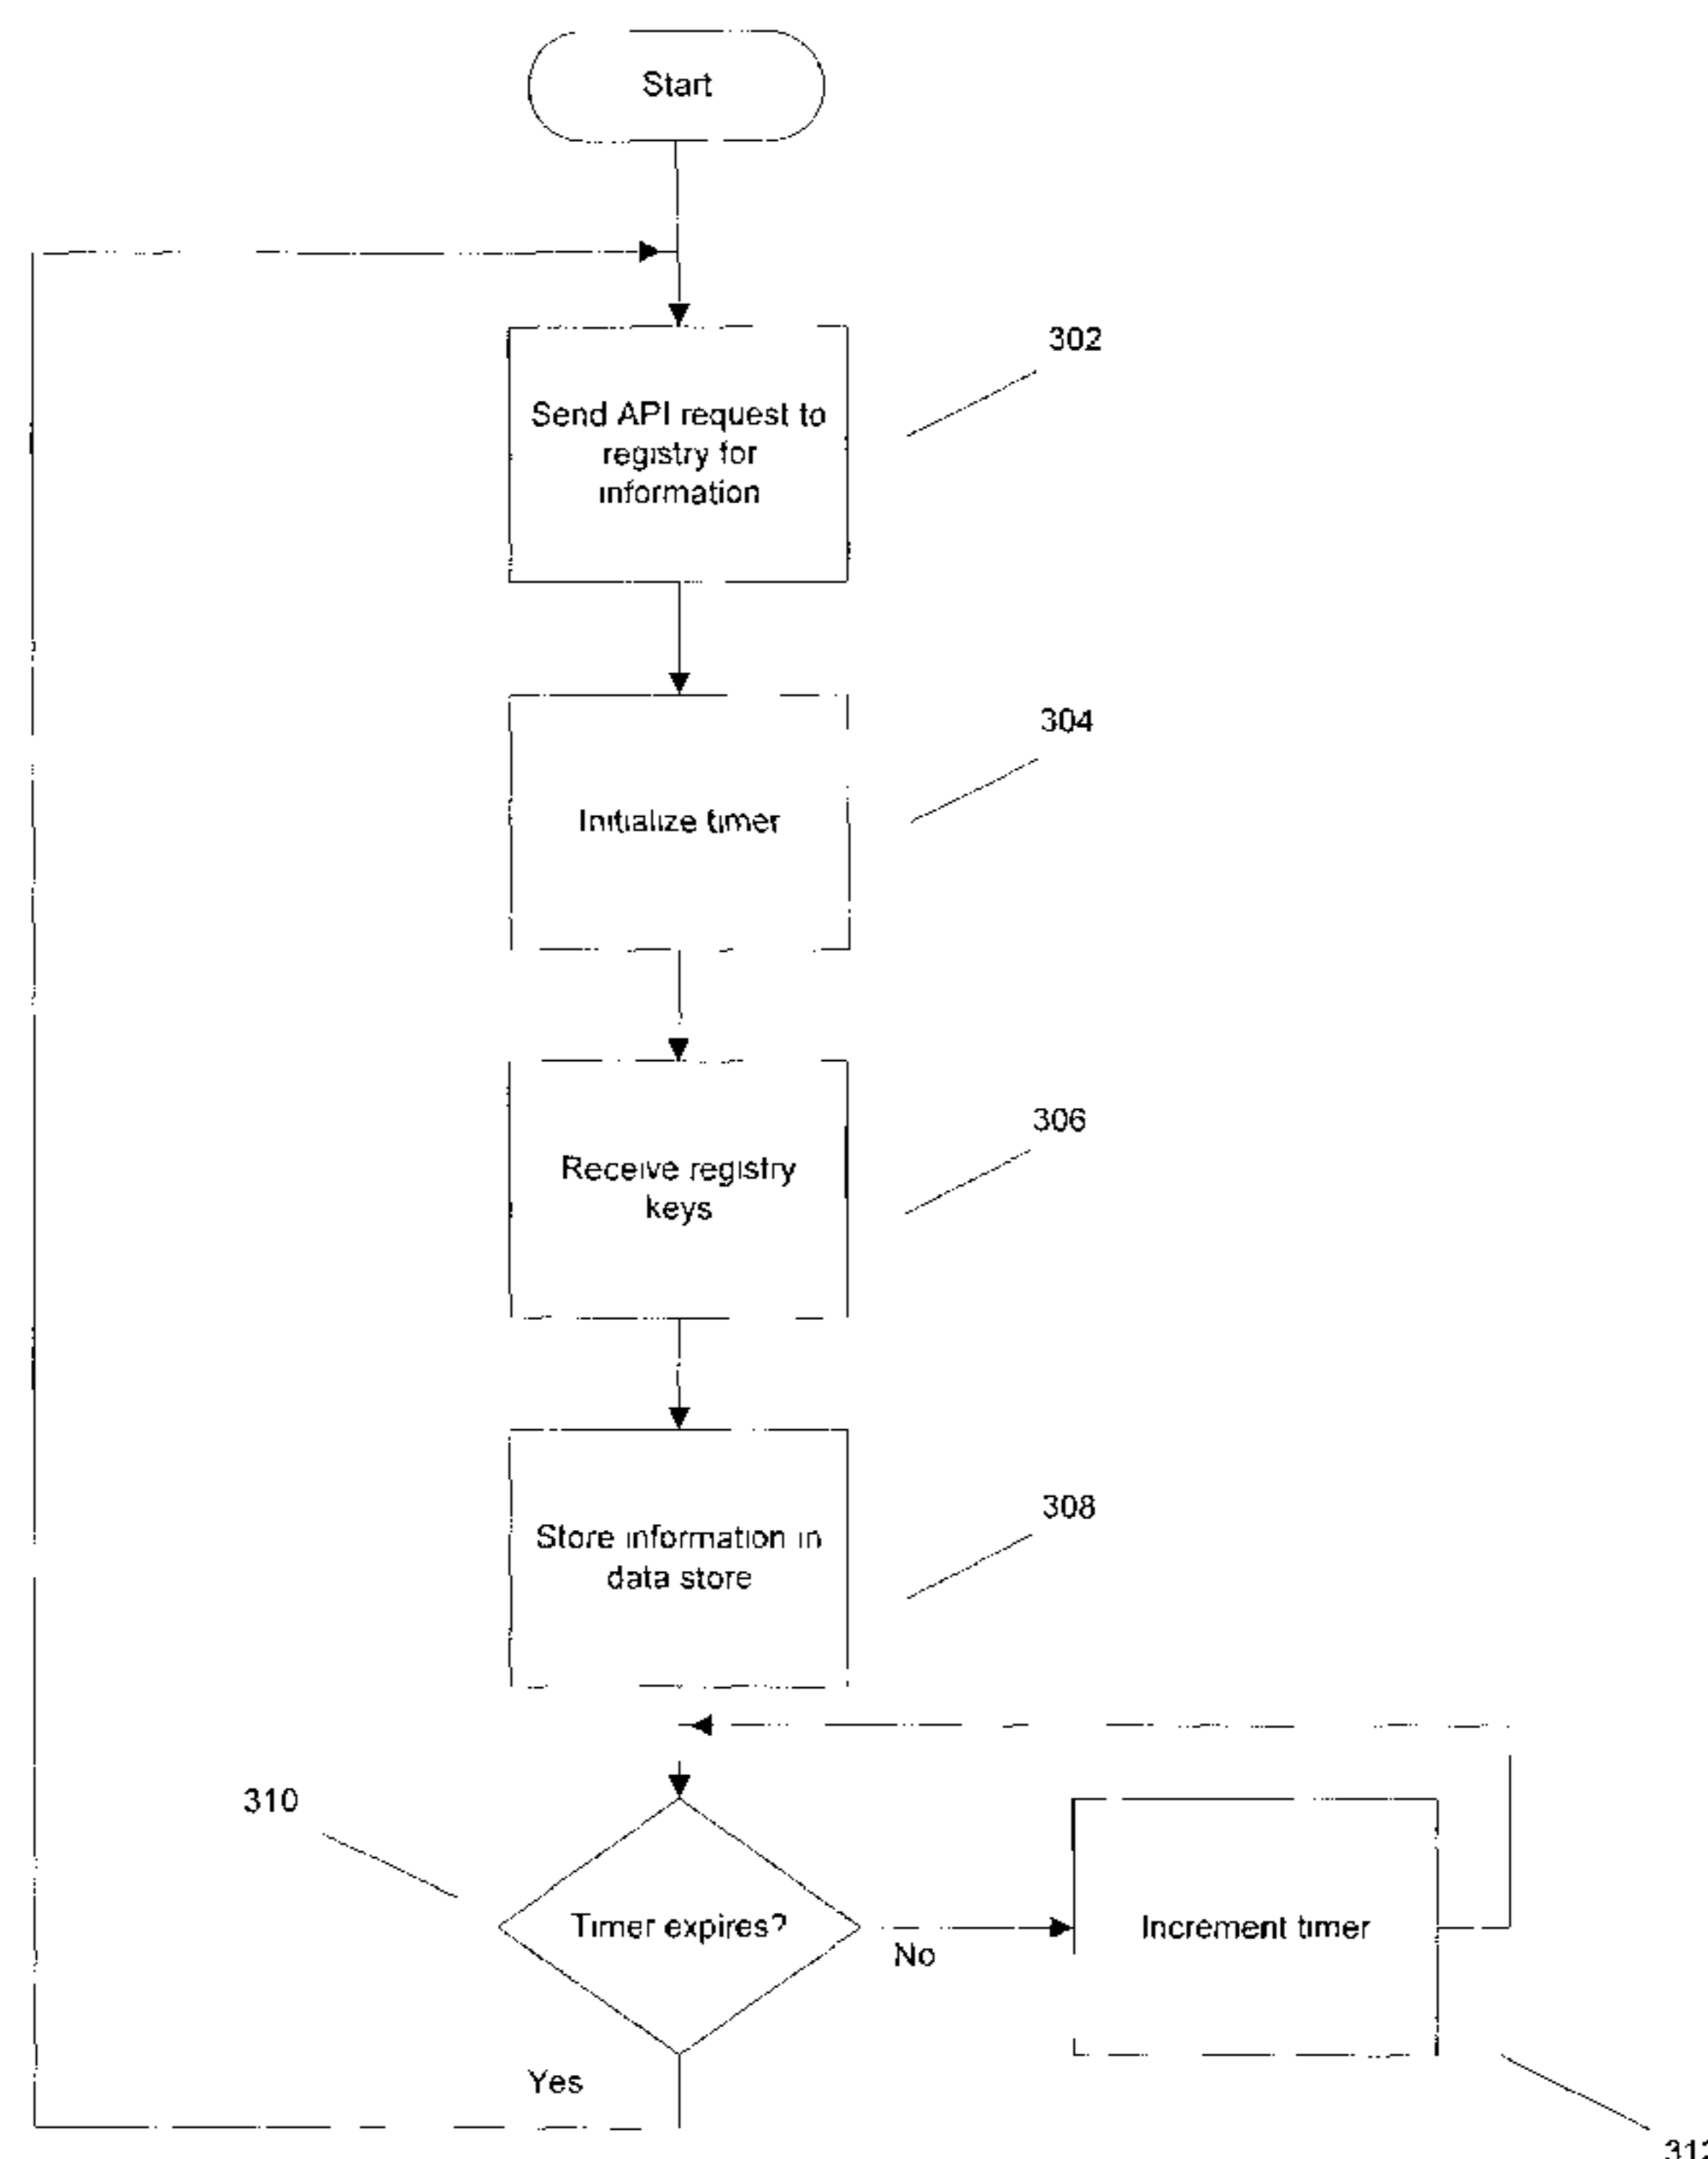 Start
302
Send API request to
registry for
information
304
Initialize timer
306
Receive registry
keys
308
Store information in
data store
310
Timer expires?
No
Increment timer
Yes